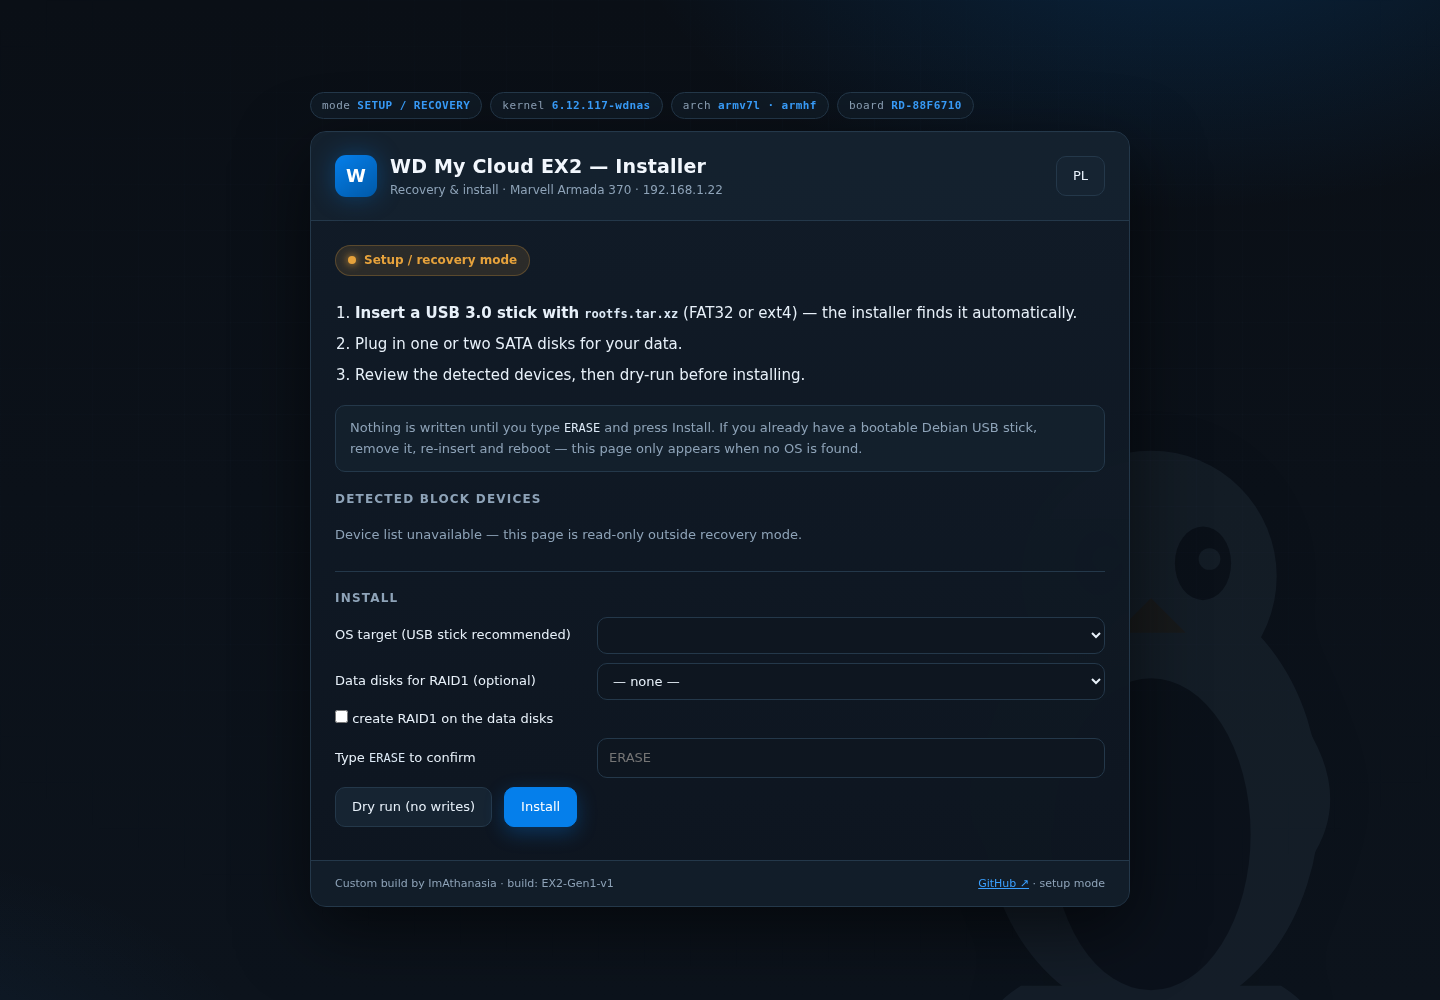 mode SETUP / RECOVERY kernel 6.12.117-wdnas arch armv7l · armhf board RD-88F6710
W
WD My Cloud EX2 — Installer
Recovery & install · Marvell Armada 370 · 192.168.1.22
PL
Setup / recovery mode
1. Insert a USB 3.0 stick with rootfs.tar.xz (FAT32 or ext4) — the installer finds it automatically.
2. Plug in one or two SATA disks for your data.
3. Review the detected devices, then dry-run before installing.
Nothing is written until you type ERASE and press Install. If you already have a bootable Debian USB stick,
remove it, re-insert and reboot — this page only appears when no OS is found.
DETECTED BLOCK DEVICES
Device list unavailable — this page is read-only outside recovery mode.
INSTALL
OS target (USB stick recommended)
Data disks for RAID1 (optional) — none —
create RAID1 on the data disks
Type ERASE to confirm ERASE
Dry run (no writes) Install
Custom build by ImAthanasia · build: EX2-Gen1-v1 GitHub ↗ · setup mode